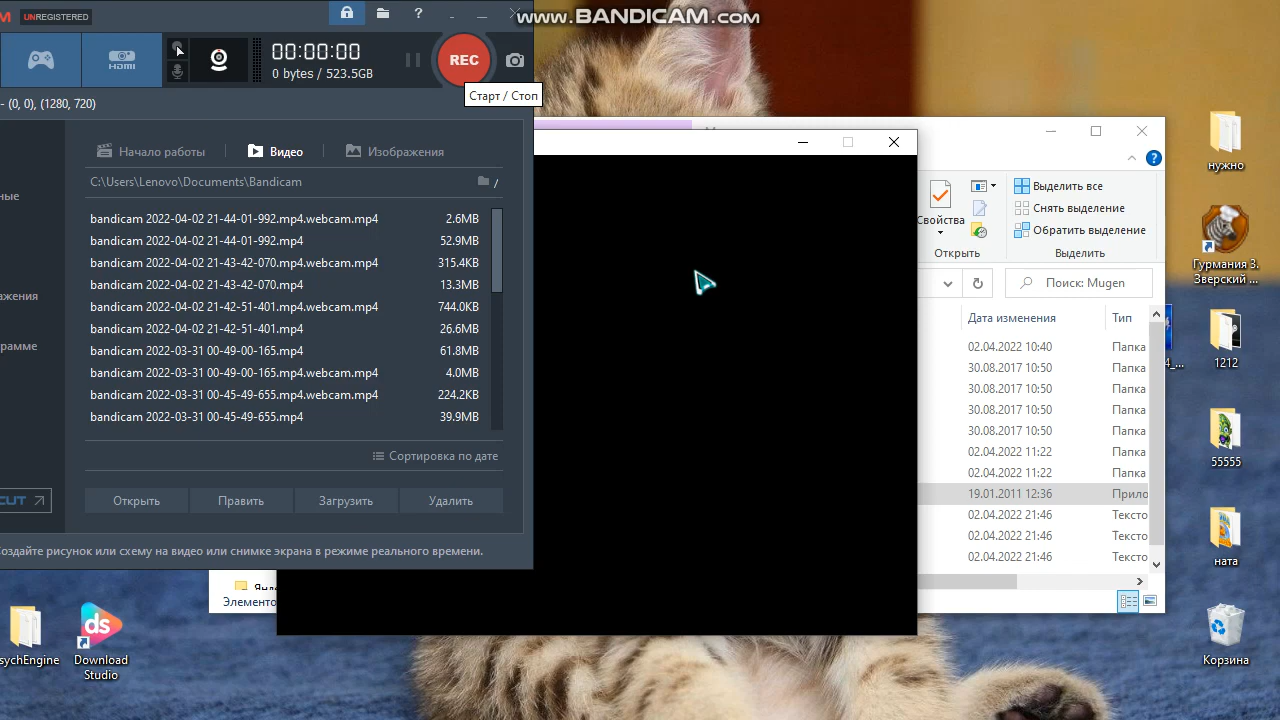 M
UNREGISTERED
?
www.BANDICAM.com
HDMI
00:00:00
0 bytes / 523.5GB
REC
Старт / Стоп
- (0, 0), (1280, 720)
Начало работы
Видео
Изображения
C:\Users\Lenovo\Documents\Bandicam
/
ные
ажения
рамме
CUT
bandicam 2022-04-02 21-44-01-992.mp4.webcam.mp4 2.6MB
bandicam 2022-04-02 21-44-01-992.mp4 52.9MB
bandicam 2022-04-02 21-43-42-070.mp4.webcam.mp4 315.4KB
bandicam 2022-04-02 21-43-42-070.mp4 13.3MB
bandicam 2022-04-02 21-42-51-401.mp4.webcam.mp4 744.0KB
bandicam 2022-04-02 21-42-51-401.mp4 26.6MB
bandicam 2022-03-31 00-49-00-165.mp4 61.8MB
bandicam 2022-03-31 00-49-00-165.mp4.webcam.mp4 4.0MB
bandicam 2022-03-31 00-45-49-655.mp4.webcam.mp4 224.2KB
bandicam 2022-03-31 00-45-49-655.mp4 39.9MB
Сортировка по дате
Открыть
Править
Загрузить
Удалить
оздайте рисунок или схему на видео или снимке экрана в режиме реального времени.
Элементо
Свойства
Открыть
Выделить все
Снять выделение
Обратить выделение
Выделить
Поиск: Mugen
Дата изменения Тип
02.04.2022 10:40 Папка
30.08.2017 10:50 Папка
30.08.2017 10:50 Папка
30.08.2017 10:50 Папка
30.08.2017 10:50 Папка
02.04.2022 11:22 Папка
02.04.2022 11:22 Папка
19.01.2011 12:36 Прило
02.04.2022 21:46 Тексто
02.04.2022 21:46 Тексто
02.04.2022 21:46 Тексто
нужно
Гурмания 3.
Зверский ...
1212
55555
ната
Корзина
sychEngine
Download
Studio